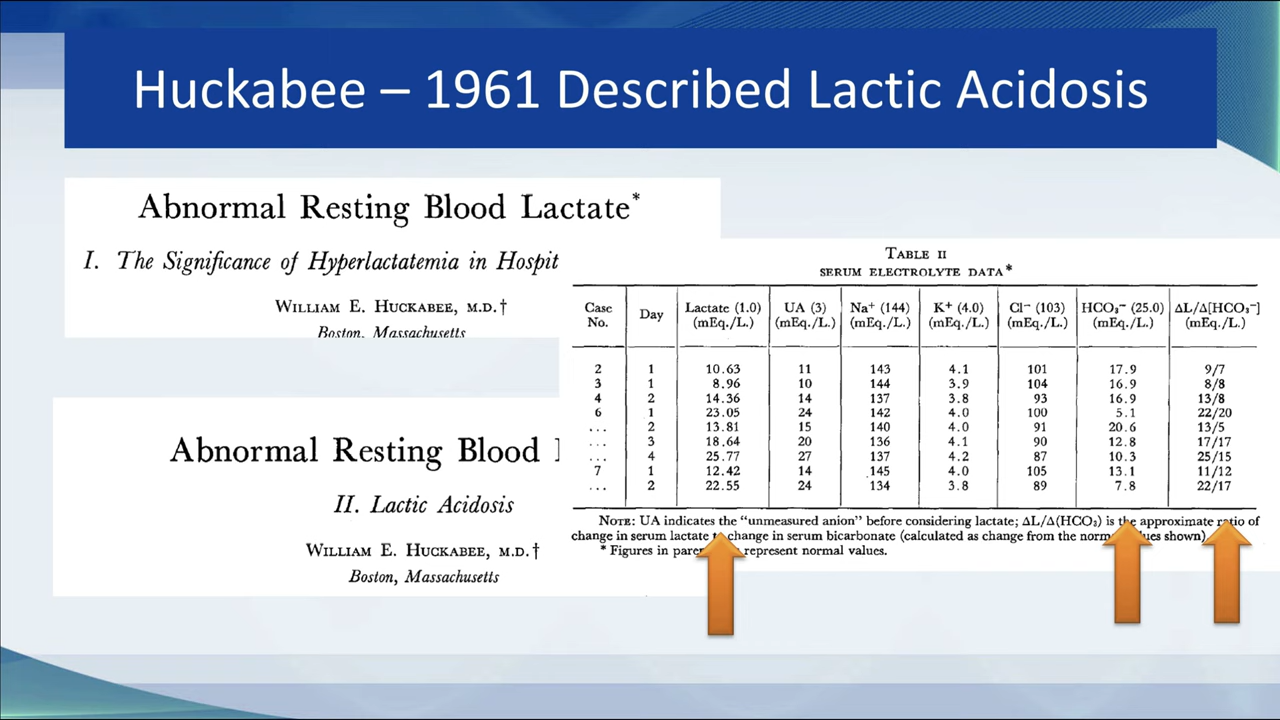 Huckabee – 1961 Described Lactic Acidosis
Abnormal Resting Blood Lactate*
I. The Significance of Hyperlactatemia in Hospit
WILLIAM E. HUCKABEE, M.D.†
Boston, Massachusetts
Abnormal Resting Blood
II. Lactic Acidosis
WILLIAM E. HUCKABEE, M.D.†
Boston, Massachusetts
TABLE II
SERUM ELECTROLYTE DATA*
Case No. Day Lactate (1.0) (mEq./L.) UA (3) (mEq./L.) Na⁺ (144) (mEq./L.) K⁺ (4.0) (mEq./L.) Cl⁻ (103) (mEq./L.) HCO₃⁻ (25.0) (mEq./L.) ΔL/Δ[HCO₃⁻] (mEq./L.)
2 1 10.63 11 143 4.1 101 17.9 9/7
3 1 8.96 10 144 3.9 104 16.9 8/8
4 2 14.36 14 137 3.8 93 16.9 13/8
6 1 23.05 24 142 4.0 100 5.1 22/20
... 2 13.81 15 140 4.0 91 20.6 13/5
... 3 18.64 20 136 4.1 90 12.8 17/17
... 4 25.77 27 137 4.2 87 10.3 25/15
7 1 12.42 14 145 4.0 105 13.1 11/12
... 2 22.55 24 134 3.8 89 7.8 22/17
NOTE: UA indicates the "unmeasured anion" before considering lactate; ΔL/Δ(HCO₃) is the approximate ratio of
change in serum lactate change in serum bicarbonate (calculated as change from the shown)
* Figures in represent normal values.